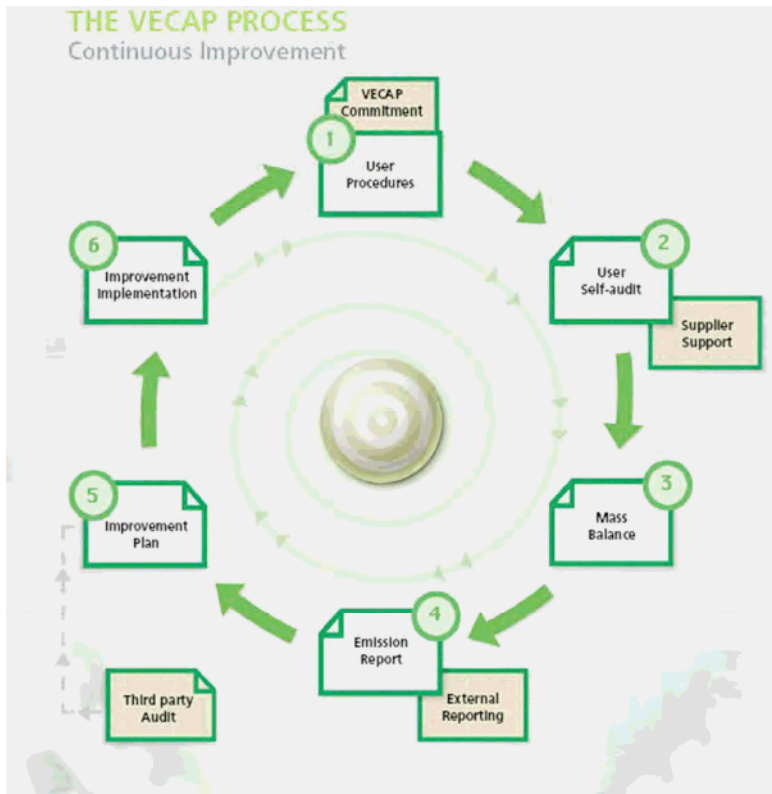 THE VECAP PROCESS
Continuous Improvement
VECAP
Commitment
1
User
Procedures
2
User
Self-audit
Supplier
Support
3
Mass
Balance
4
Emission
Report
External
Reporting
5
Improvement
Plan
Third party
Audit
6
Improvement
Implementation